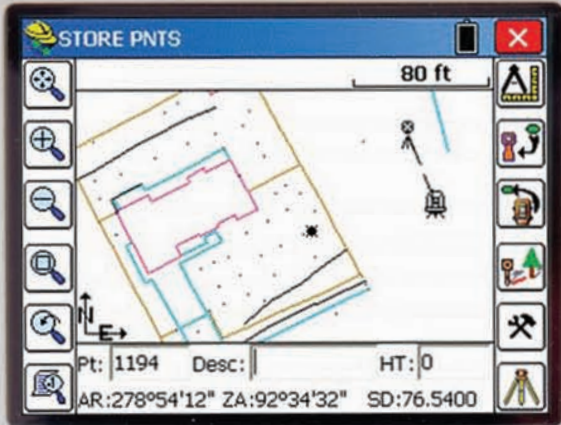 STORE PNTS
80 ft
N
E
Pt: 1194 Desc: HT: 0
AR:278°54'12" ZA:92°34'32" SD:76.5400